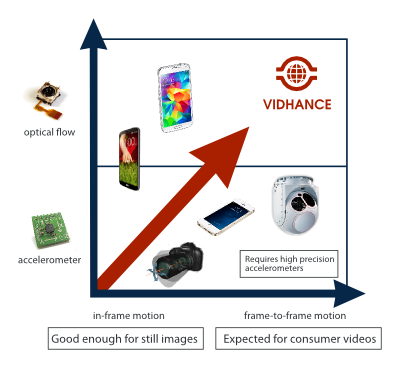 VIDHANCE
optical flow
accelerometer
Requires high precision
accelerometers
in-frame motion
frame-to-frame motion
Good enough for still images
Expected for consumer videos